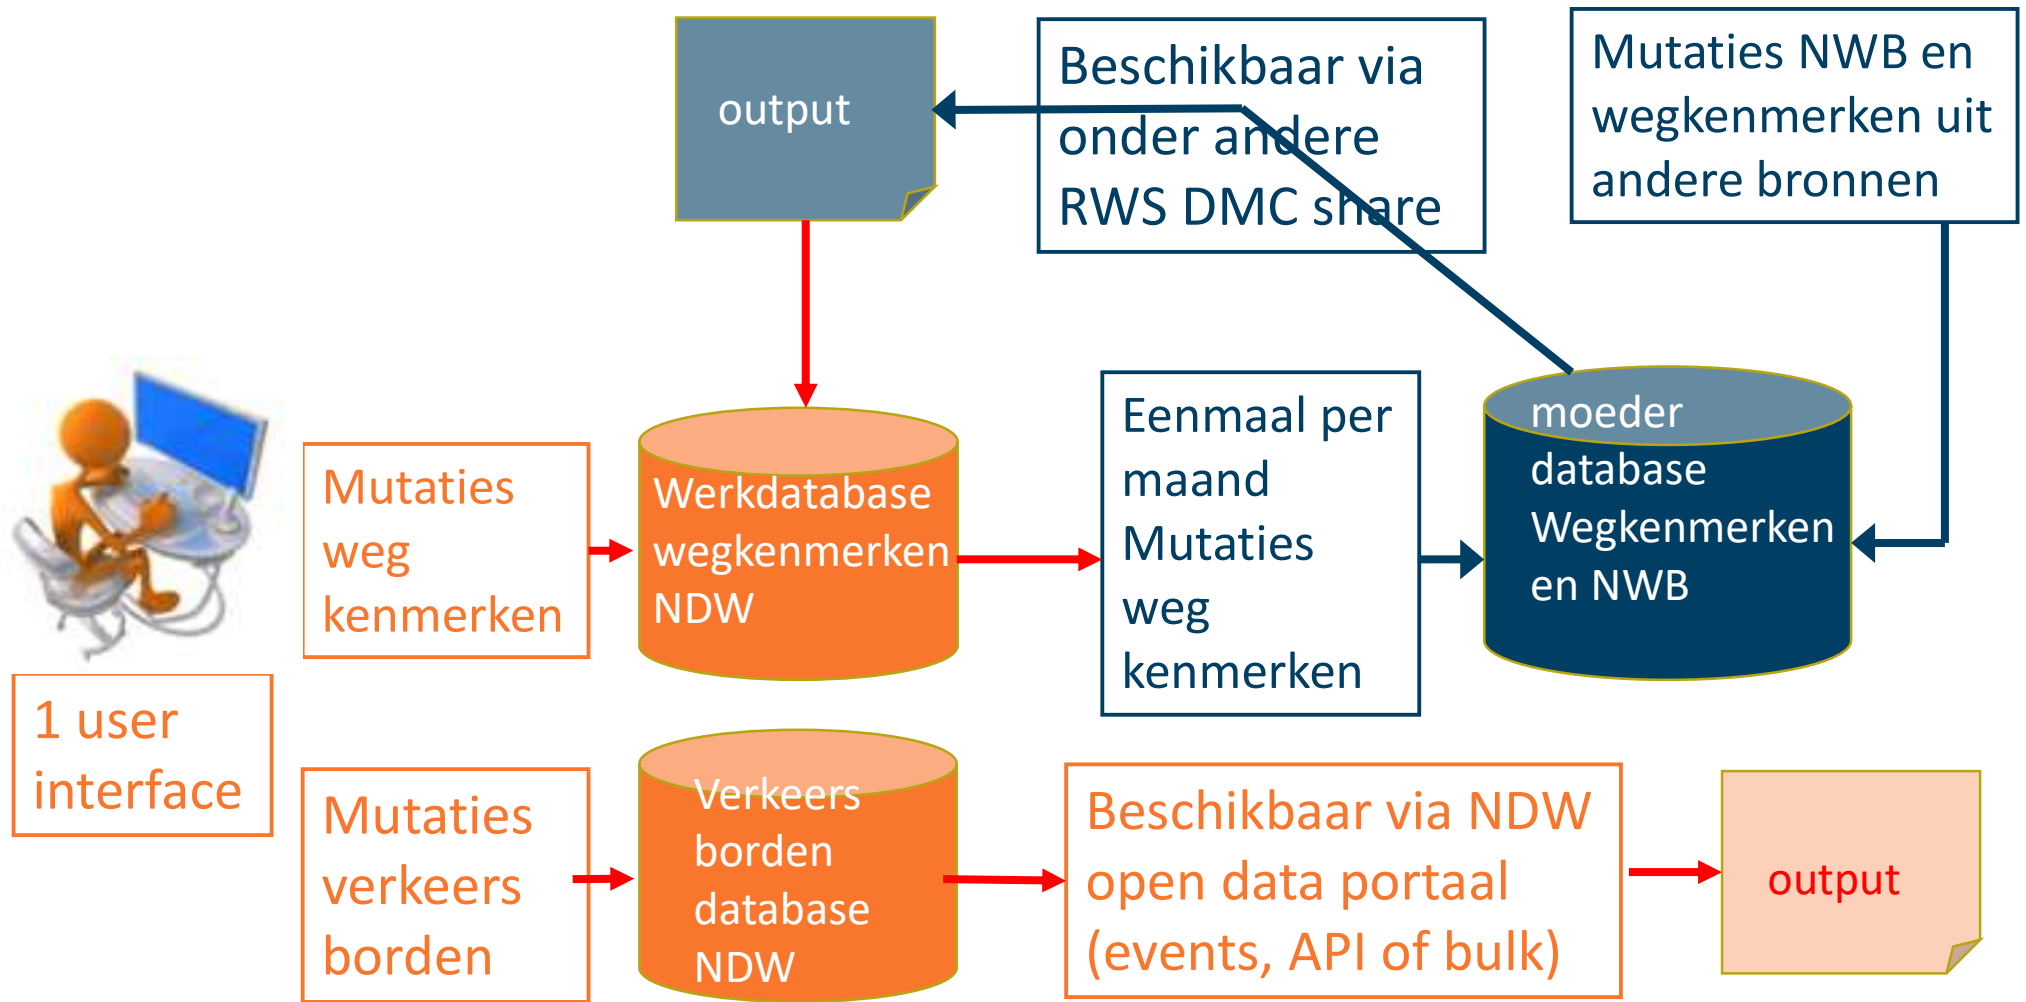 output
Beschikbaar via
onder andere
RWS DMC share
Mutaties NWB en
wegkenmerken uit
andere bronnen
1 user
interface
Mutaties
weg
kenmerken
Werkdatabase
wegkenmerken
NDW
Eenmaal per
maand
Mutaties
weg
kenmerken
moeder
database
Wegkenmerken
en NWB
Mutaties
verkeers
borden
Verkeers
borden
database
NDW
Beschikbaar via NDW
open data portaal
(events, API of bulk)
output